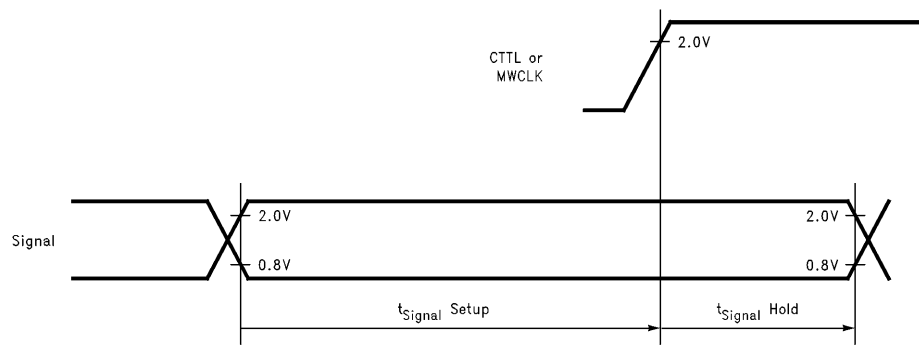 CTTL or
MWCLK
2.0V
Signal
2.0V
2.0V
0.8V
0.8V
tSignal Setup
tSignal Hold